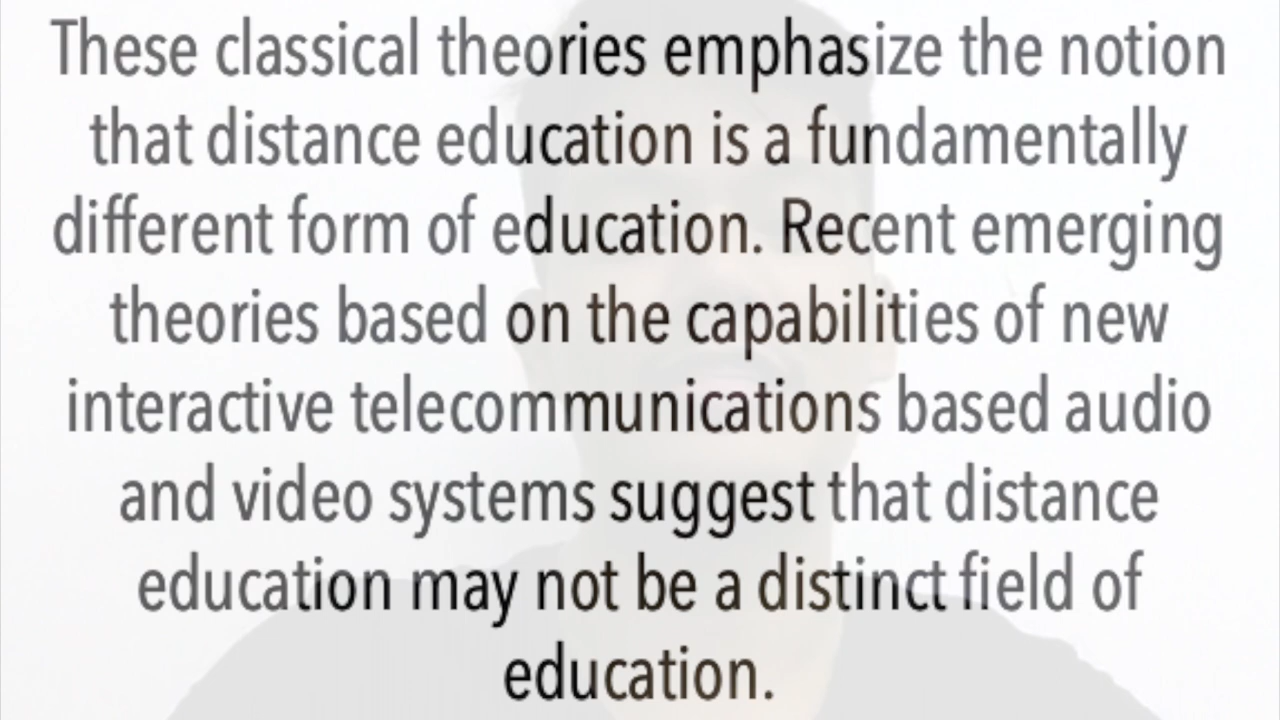 These classical theories emphasize the notion
that distance education is a fundamentally
different form of education. Recent emerging
theories based on the capabilities of new
interactive telecommunications based audio
and video systems suggest that distance
education may not be a distinct field of
education.